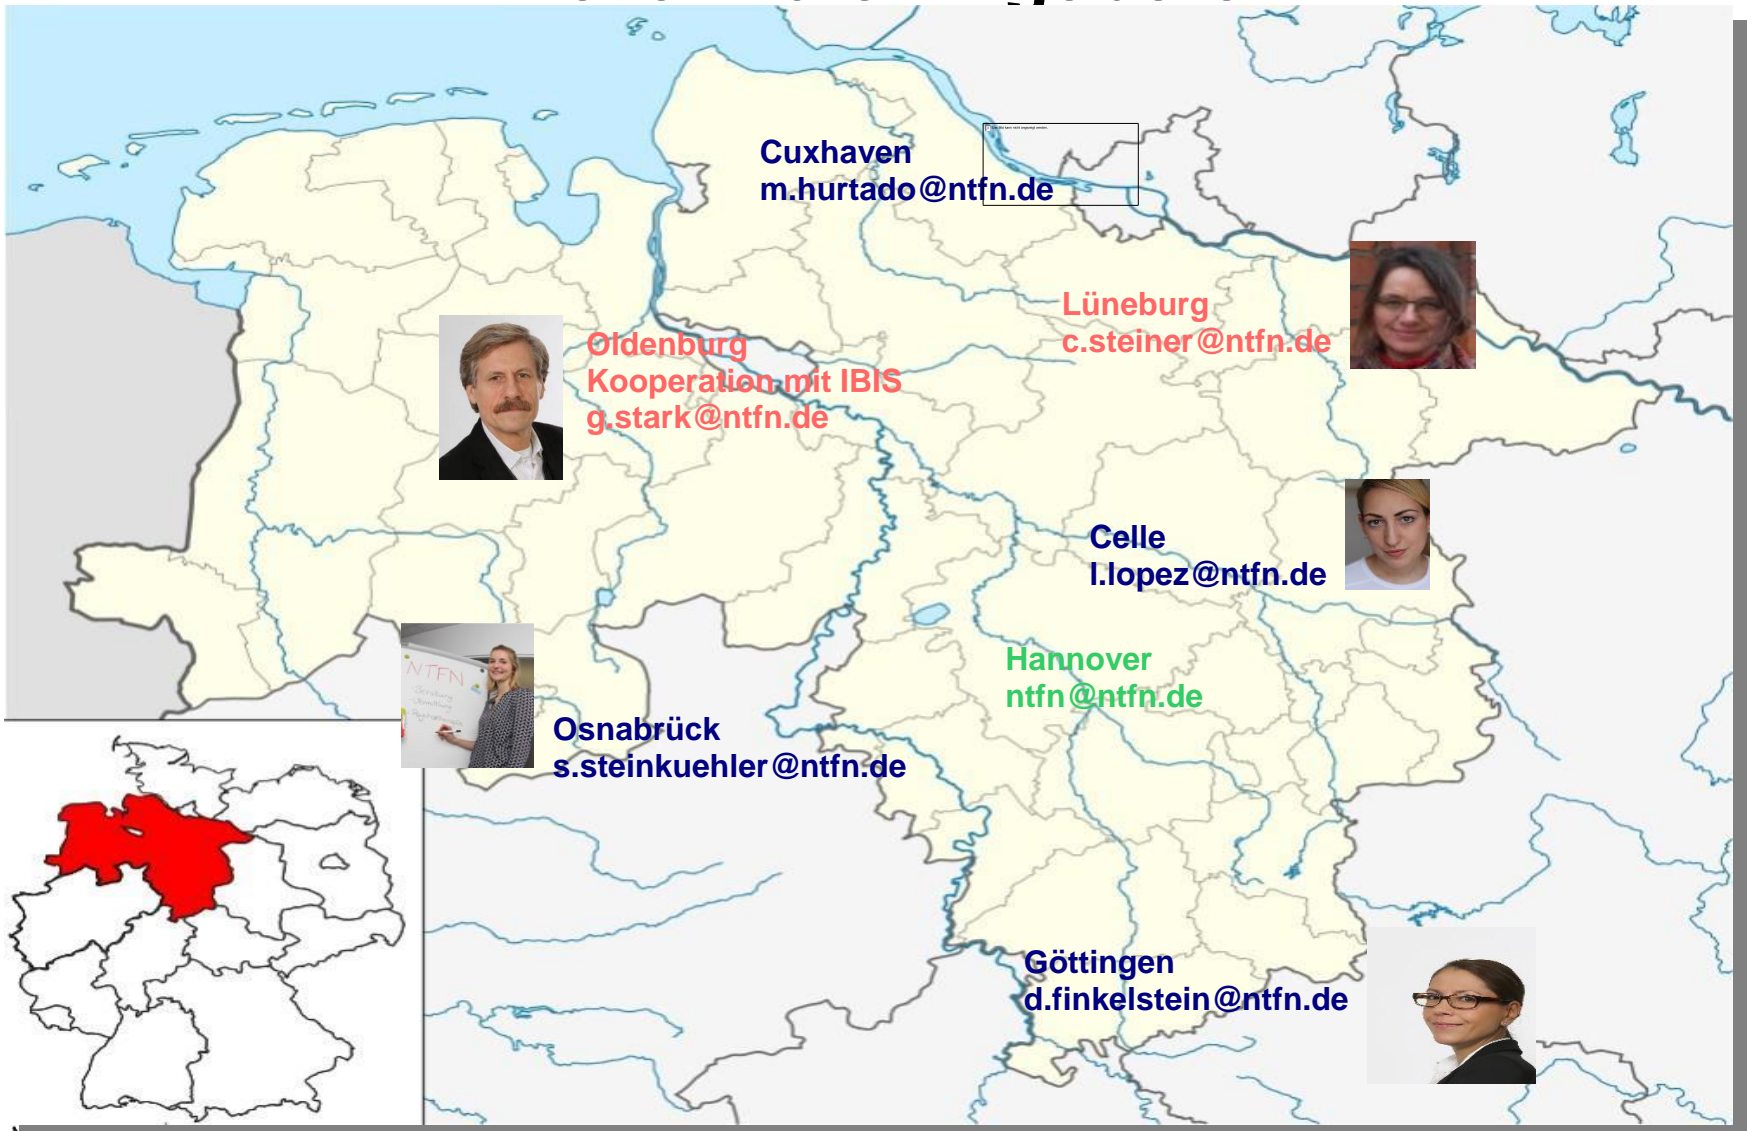 Cuxhaven
m.hurtado@ntfn.de
Lüneburg
c.steiner@ntfn.de
Oldenburg
Kooperation mit IBIS
g.stark@ntfn.de
Celle
l.lopez@ntfn.de
NTFN
Hannover
ntfn@ntfn.de
Osnabrück
s.steinkuehler@ntfn.de
Göttingen
d.finkelstein@ntfn.de